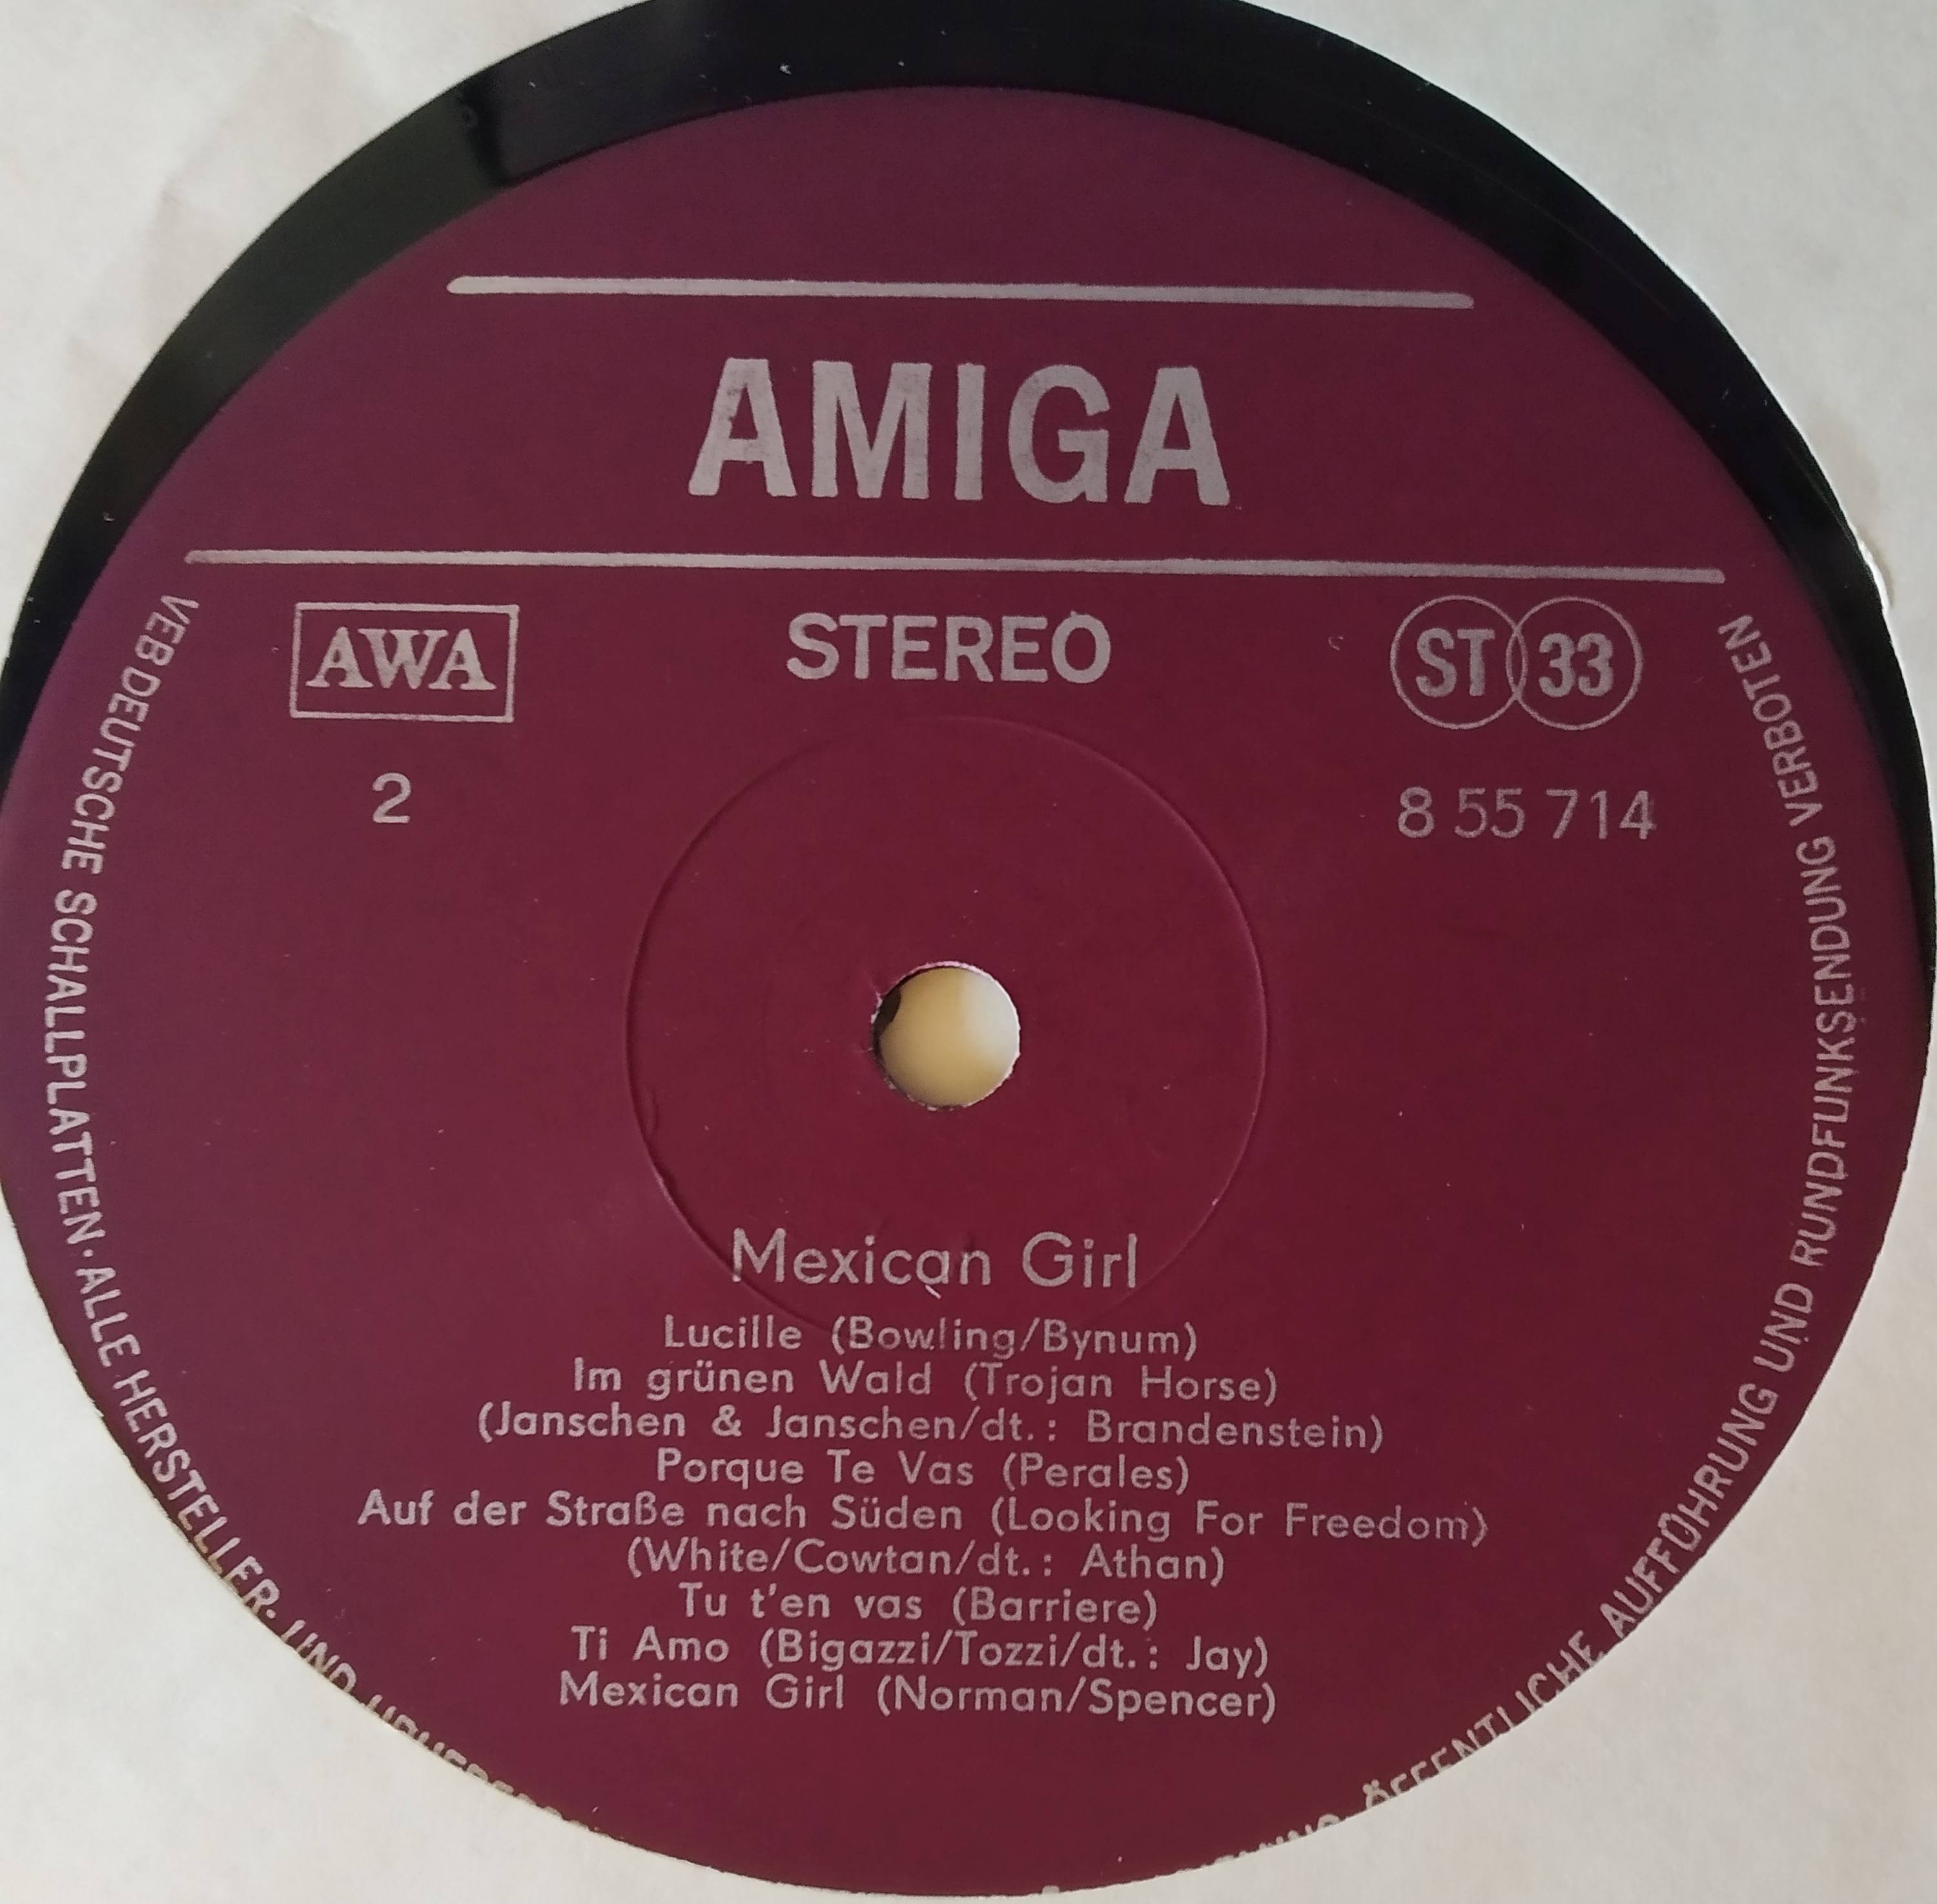 AMIGA
AWA
STEREO
ST 33
2
8 55 714
Mexican Girl
Lucille (Bowling/Bynum)
Im grünen Wald (Trojan Horse)
(Janschen & Janschen/dt.: Brandenstein)
Porque Te Vas (Perales)
Auf der Straße nach Süden (Looking For Freedom)
(White/Cowtan/dt.: Athan)
Tu t'en vas (Barriere)
Ti Amo (Bigazzi/Tozzi/dt.: Jay)
Mexican Girl (Norman/Spencer)
VEB DEUTSCHE SCHALLPLATTEN · ALLE HERSTELLER- UND
ÖFFENTLICHE AUFFÜHRUNG UND RUNDFUNKSENDUNG VERBOTEN